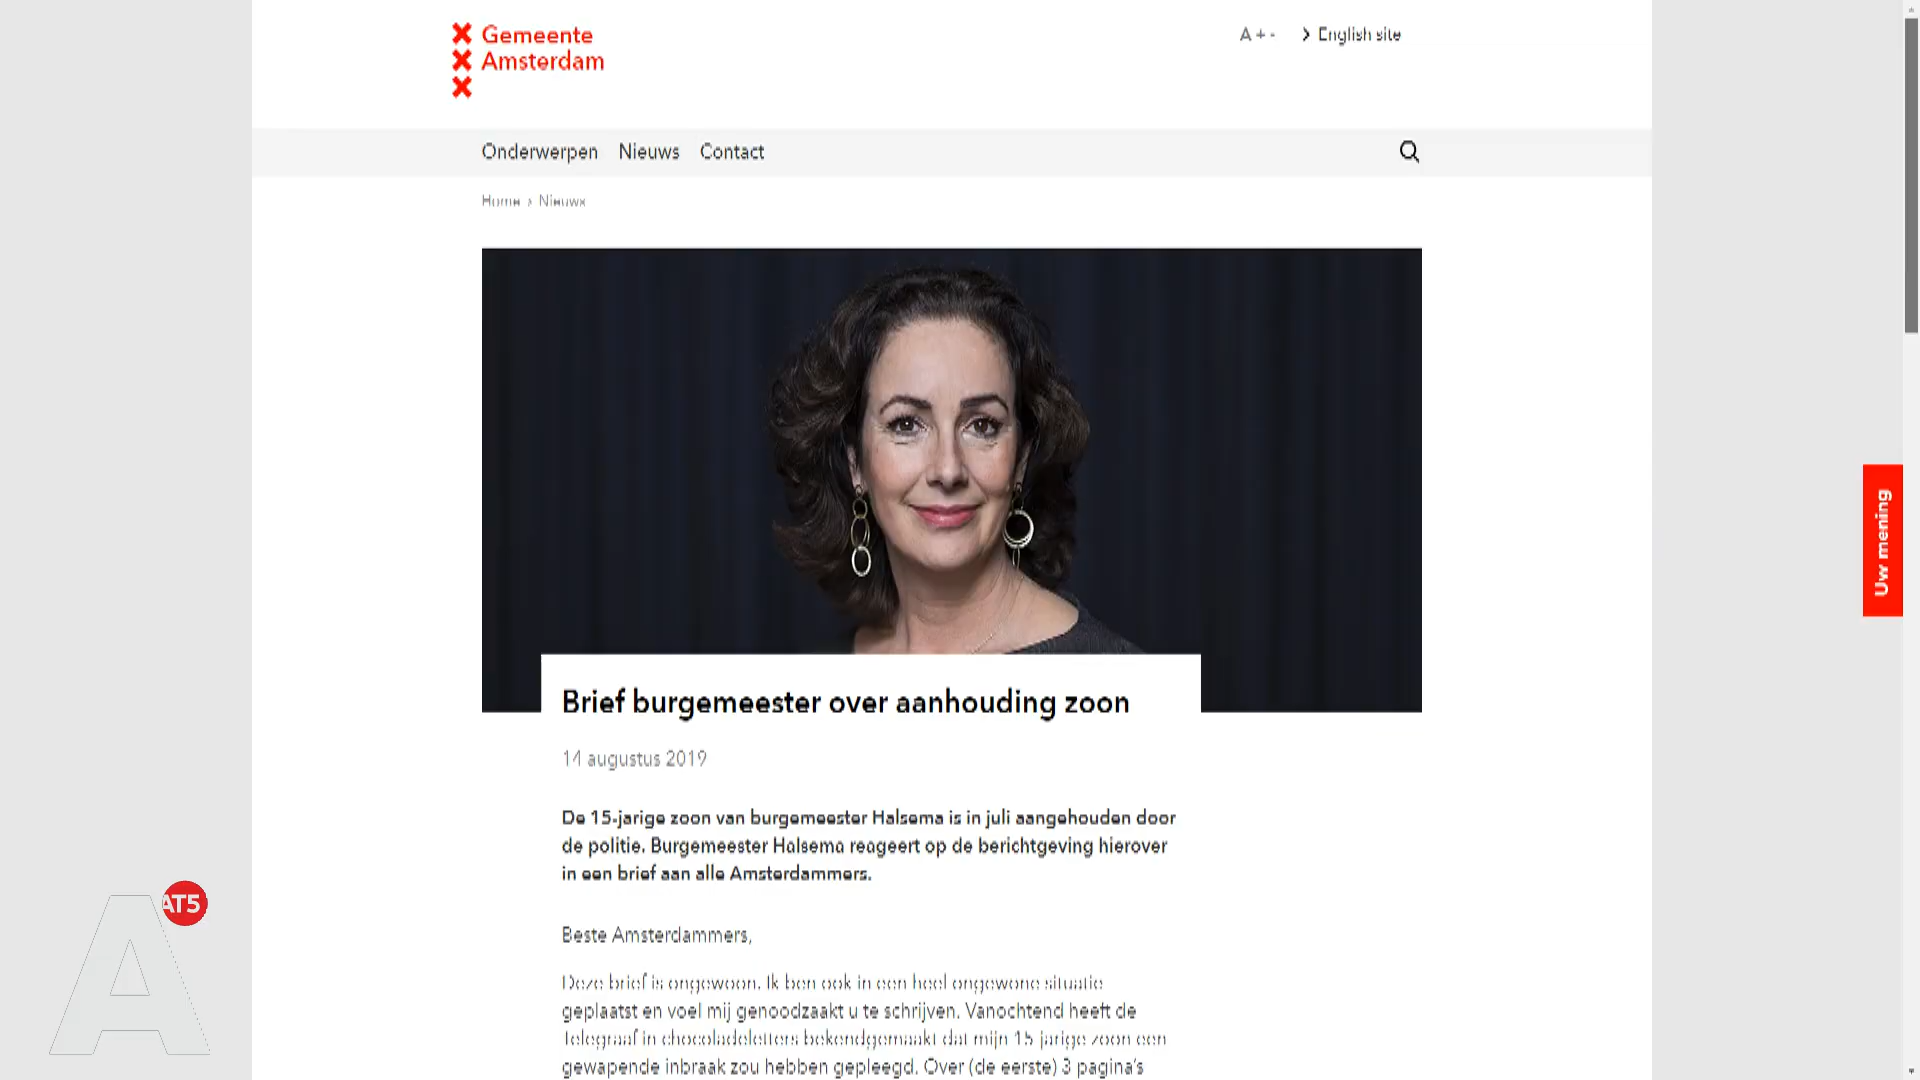 Gemeente
Amsterdam
A + -
English site
Onderwerpen Nieuws Contact
Home › Nieuws
Uw mening
Brief burgemeester over aanhouding zoon
14 augustus 2019
De 15-jarige zoon van burgemeester Halsema is in juli aangehouden door
de politie. Burgemeester Halsema reageert op de berichtgeving hierover
in een brief aan alle Amsterdammers.
Beste Amsterdammers,
Deze brief is ongewoon. Ik ben ook in een heel ongewone situatie
geplaatst en voel mij genoodzaakt u te schrijven. Vanochtend heeft de
Telegraaf in chocoladeletters bekendgemaakt dat mijn 15 jarige zoon een
gewapende inbraak zou hebben gepleegd. Over (de eerste) 3 pagina's
A
AT5